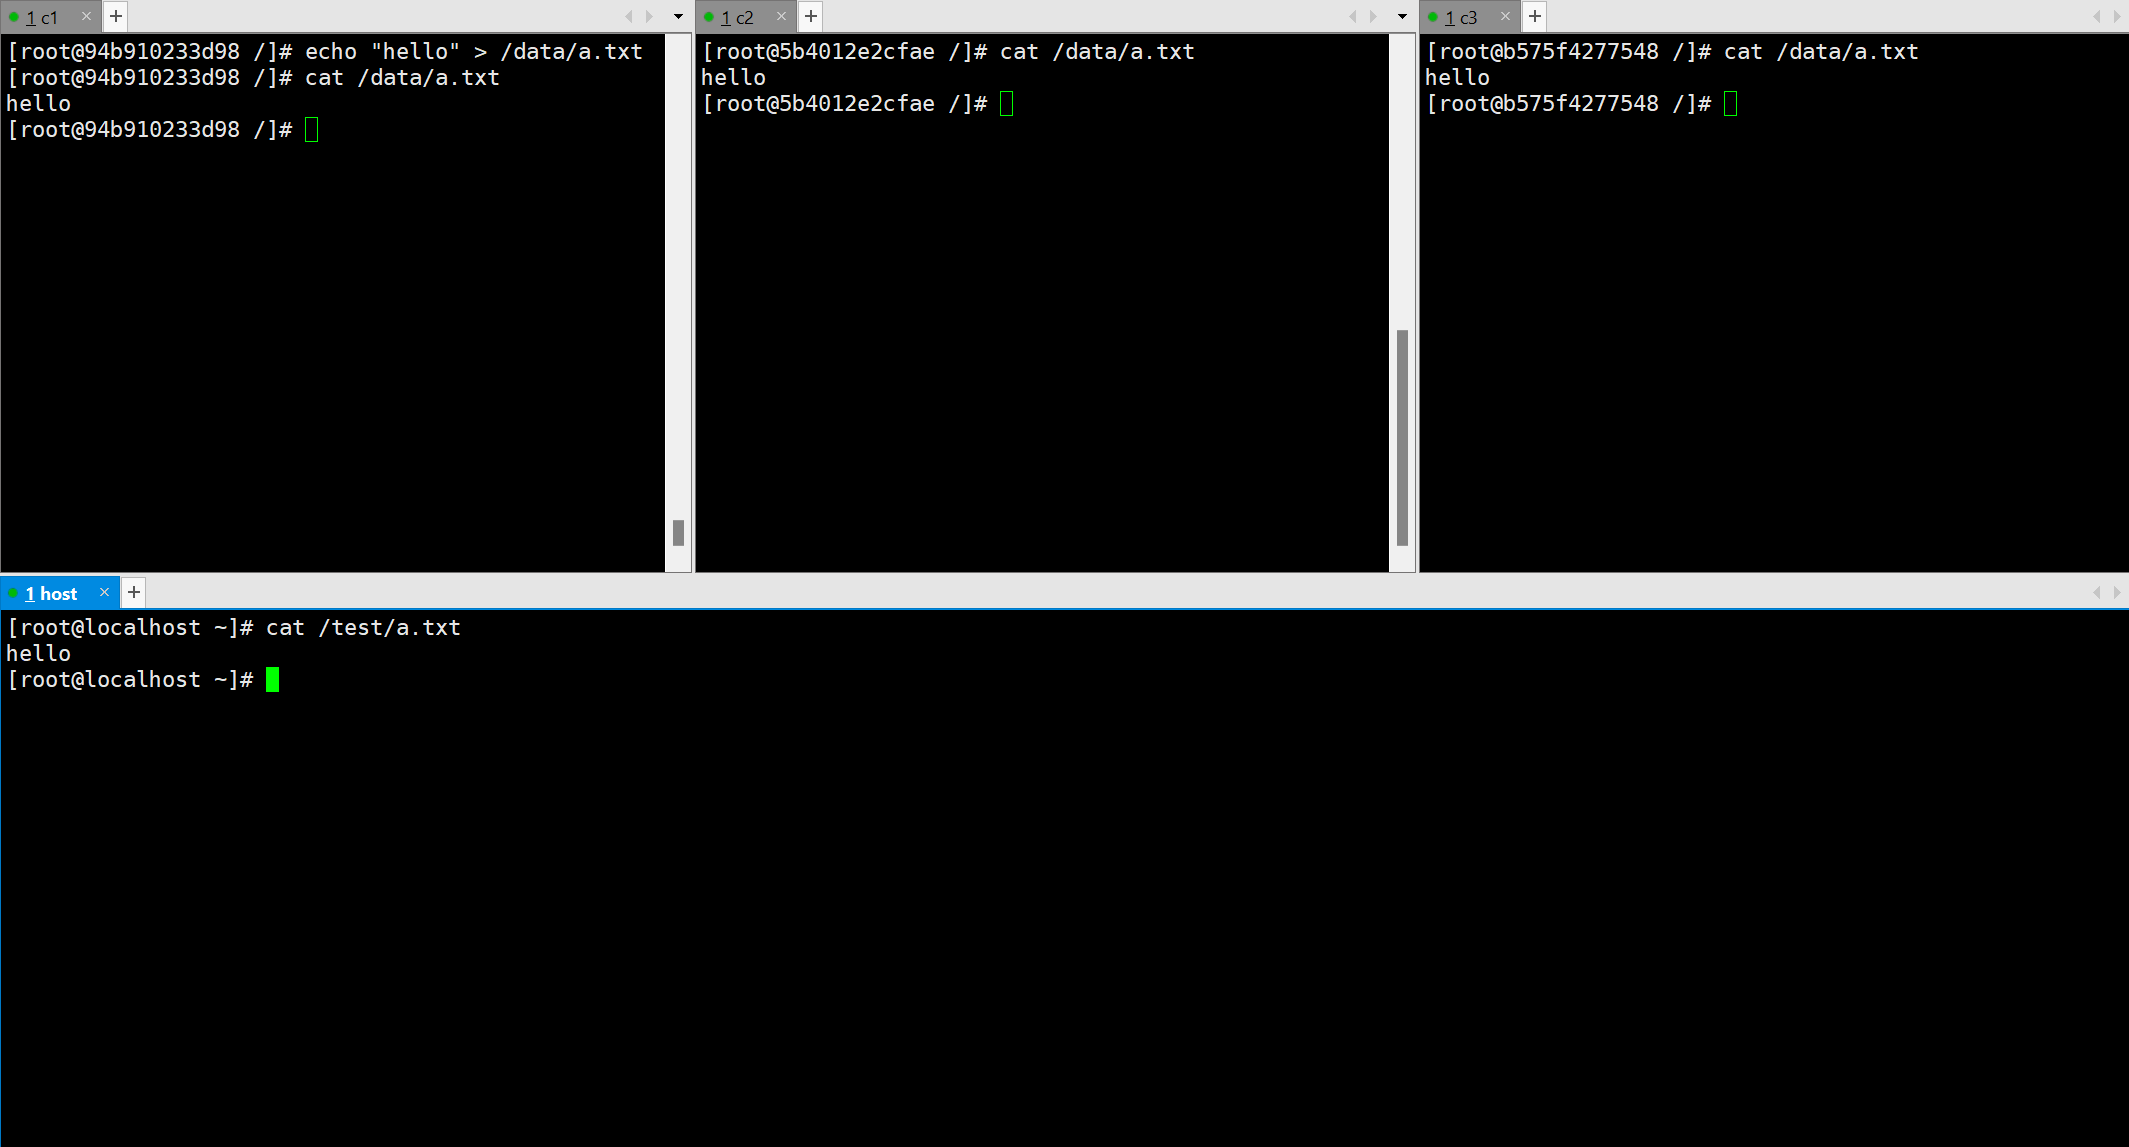 1 c1
[root@94b910233d98 /]# echo "hello" > /data/a.txt
[root@94b910233d98 /]# cat /data/a.txt
hello
[root@94b910233d98 /]#
1 c2
[root@5b4012e2cfae /]# cat /data/a.txt
hello
[root@5b4012e2cfae /]#
1 c3
[root@b575f4277548 /]# cat /data/a.txt
hello
[root@b575f4277548 /]#
1 host
[root@localhost ~]# cat /test/a.txt
hello
[root@localhost ~]#